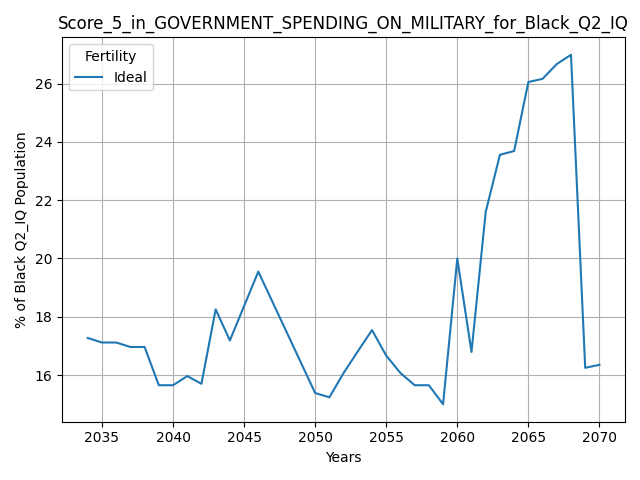 Score_5_in_GOVERNMENT_SPENDING_ON_MILITARY_for_Black_Q2_IQ
Fertility
Ideal
% of Black Q2_IQ Population
26
24
22
20
18
16
2035 2040 2045 2050 2055 2060 2065 2070
Years